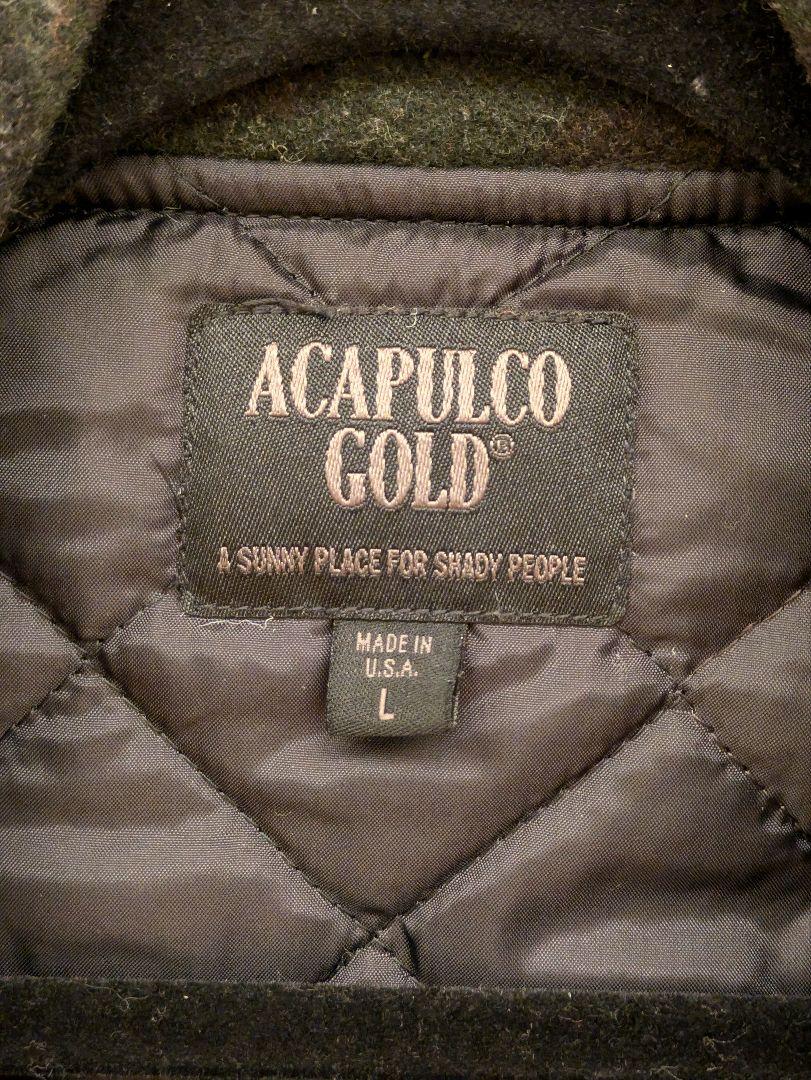 ACAPULCO
GOLD®
A SUNNY PLACE FOR SHADY PEOPLE
MADE IN
U.S.A.
L